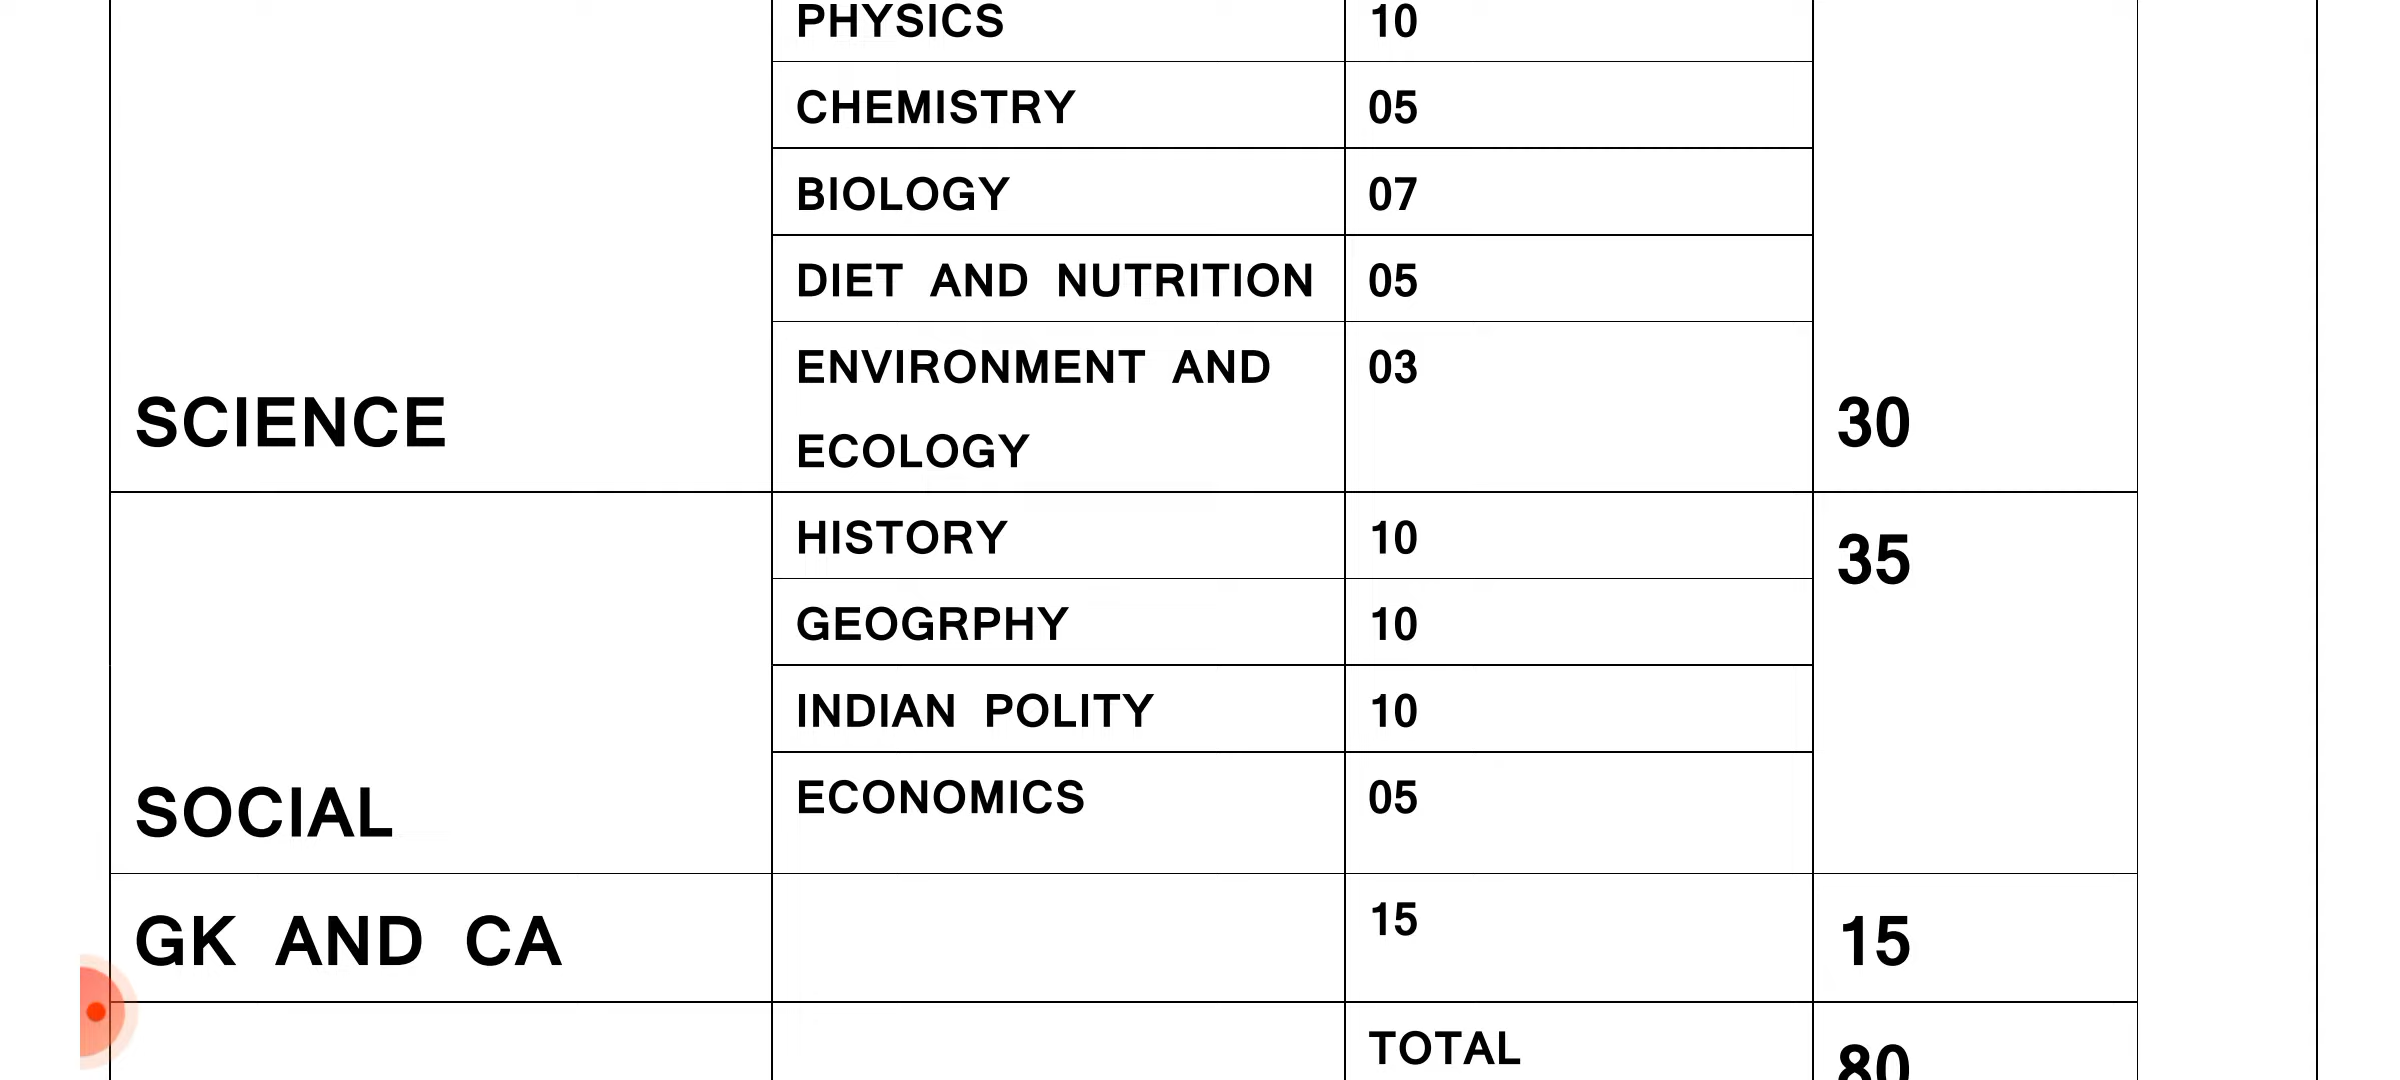 PHYSICS 10
CHEMISTRY 05
BIOLOGY 07
DIET AND NUTRITION 05
ENVIRONMENT AND 03
SCIENCE 30
ECOLOGY
HISTORY 10
35
GEOGRPHY 10
INDIAN POLITY 10
ECONOMICS 05
SOCIAL
15
GK AND CA 15
TOTAL 80